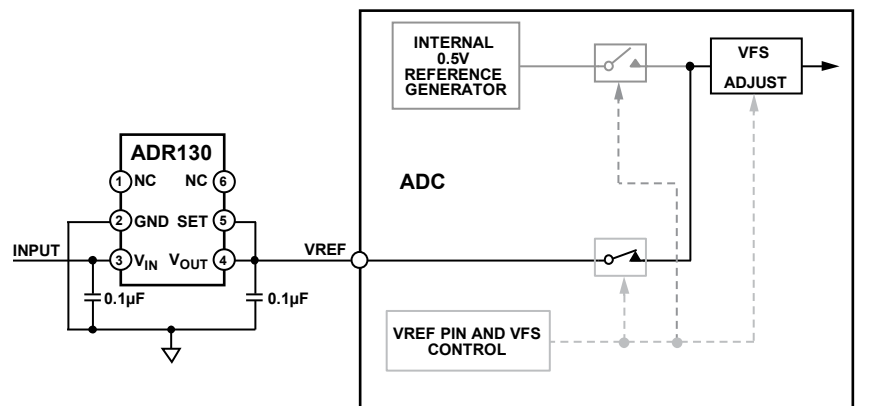 INTERNAL
0.5V
REFERENCE
GENERATOR
VFS
ADJUST
ADC
ADR130
1 NC
NC 6
2 GND
SET 5
INPUT
3 VIN
VOUT 4
VREF
0.1µF
0.1µF
VREF PIN AND VFS
CONTROL